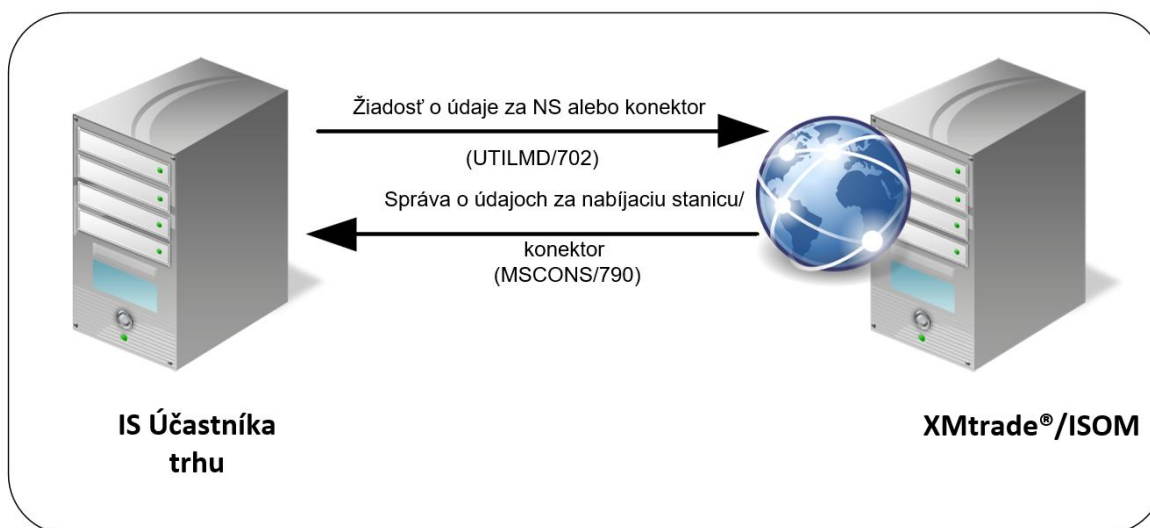 Žiadosť o údaje za NS alebo konektor
(UTILMD/702)
Správa o údajoch za nabíjaciu stanicu/
konektor
(MSCONS/790)
IS Účastníka
trhu
XMtrade®/ISOM